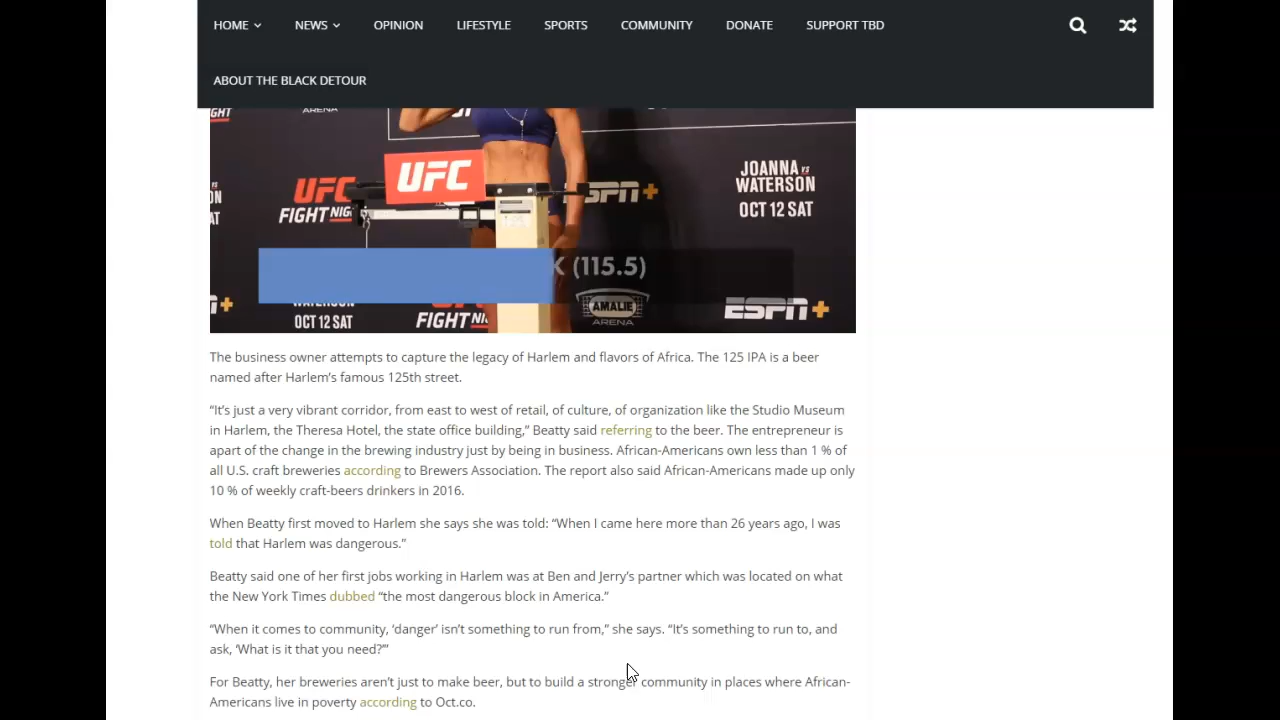 HOME NEWS OPINION LIFESTYLE SPORTS COMMUNITY DONATE SUPPORT TBD
ABOUT THE BLACK DETOUR
ARENA
UFC
JOANNA VS
WATERSON
OCT 12 SAT
UFC
FIGHT
ESPN+
K (115.5)
WATERSON
OCT 12 SAT
FIGHT
AMALIE
ARENA
ESPN+
The business owner attempts to capture the legacy of Harlem and flavors of Africa. The 125 IPA is a beer
named after Harlem’s famous 125th street.
“It’s just a very vibrant corridor, from east to west of retail, of culture, of organization like the Studio Museum
in Harlem, the Theresa Hotel, the state office building,” Beatty said referring to the beer. The entrepreneur is
apart of the change in the brewing industry just by being in business. African-Americans own less than 1 % of
all U.S. craft breweries according to Brewers Association. The report also said African-Americans made up only
10 % of weekly craft-beers drinkers in 2016.
When Beatty first moved to Harlem she says she was told: “When I came here more than 26 years ago, I was
told that Harlem was dangerous.”
Beatty said one of her first jobs working in Harlem was at Ben and Jerry’s partner which was located on what
the New York Times dubbed “the most dangerous block in America.”
“When it comes to community, ‘danger’ isn’t something to run from,” she says. “It’s something to run to, and
ask, ‘What is it that you need?’”
For Beatty, her breweries aren’t just to make beer, but to build a stronger community in places where African-
Americans live in poverty according to Oct.co.